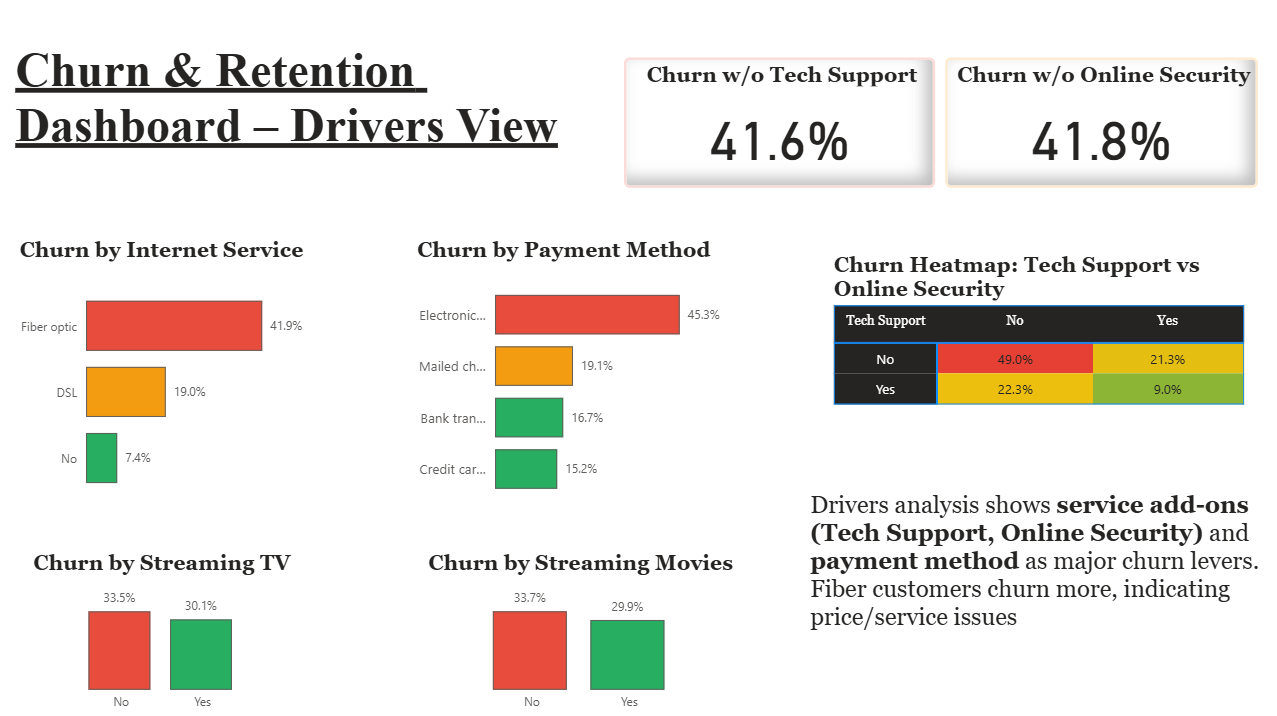 Churn & Retention
Dashboard – Drivers View
Churn w/o Tech Support
41.6%
Churn w/o Online Security
41.8%
Churn by Internet Service
Fiber optic
41.9%
DSL
19.0%
No
7.4%
Churn by Payment Method
Electronic...
45.3%
Mailed ch...
19.1%
Bank tran...
16.7%
Credit car...
15.2%
Churn Heatmap: Tech Support vs
Online Security
Tech Support No Yes
No 49.0% 21.3%
Yes 22.3% 9.0%
Churn by Streaming TV
33.5%
30.1%
No
Yes
Churn by Streaming Movies
33.7%
29.9%
No
Yes
Drivers analysis shows service add-ons
(Tech Support, Online Security) and
payment method as major churn levers.
Fiber customers churn more, indicating
price/service issues